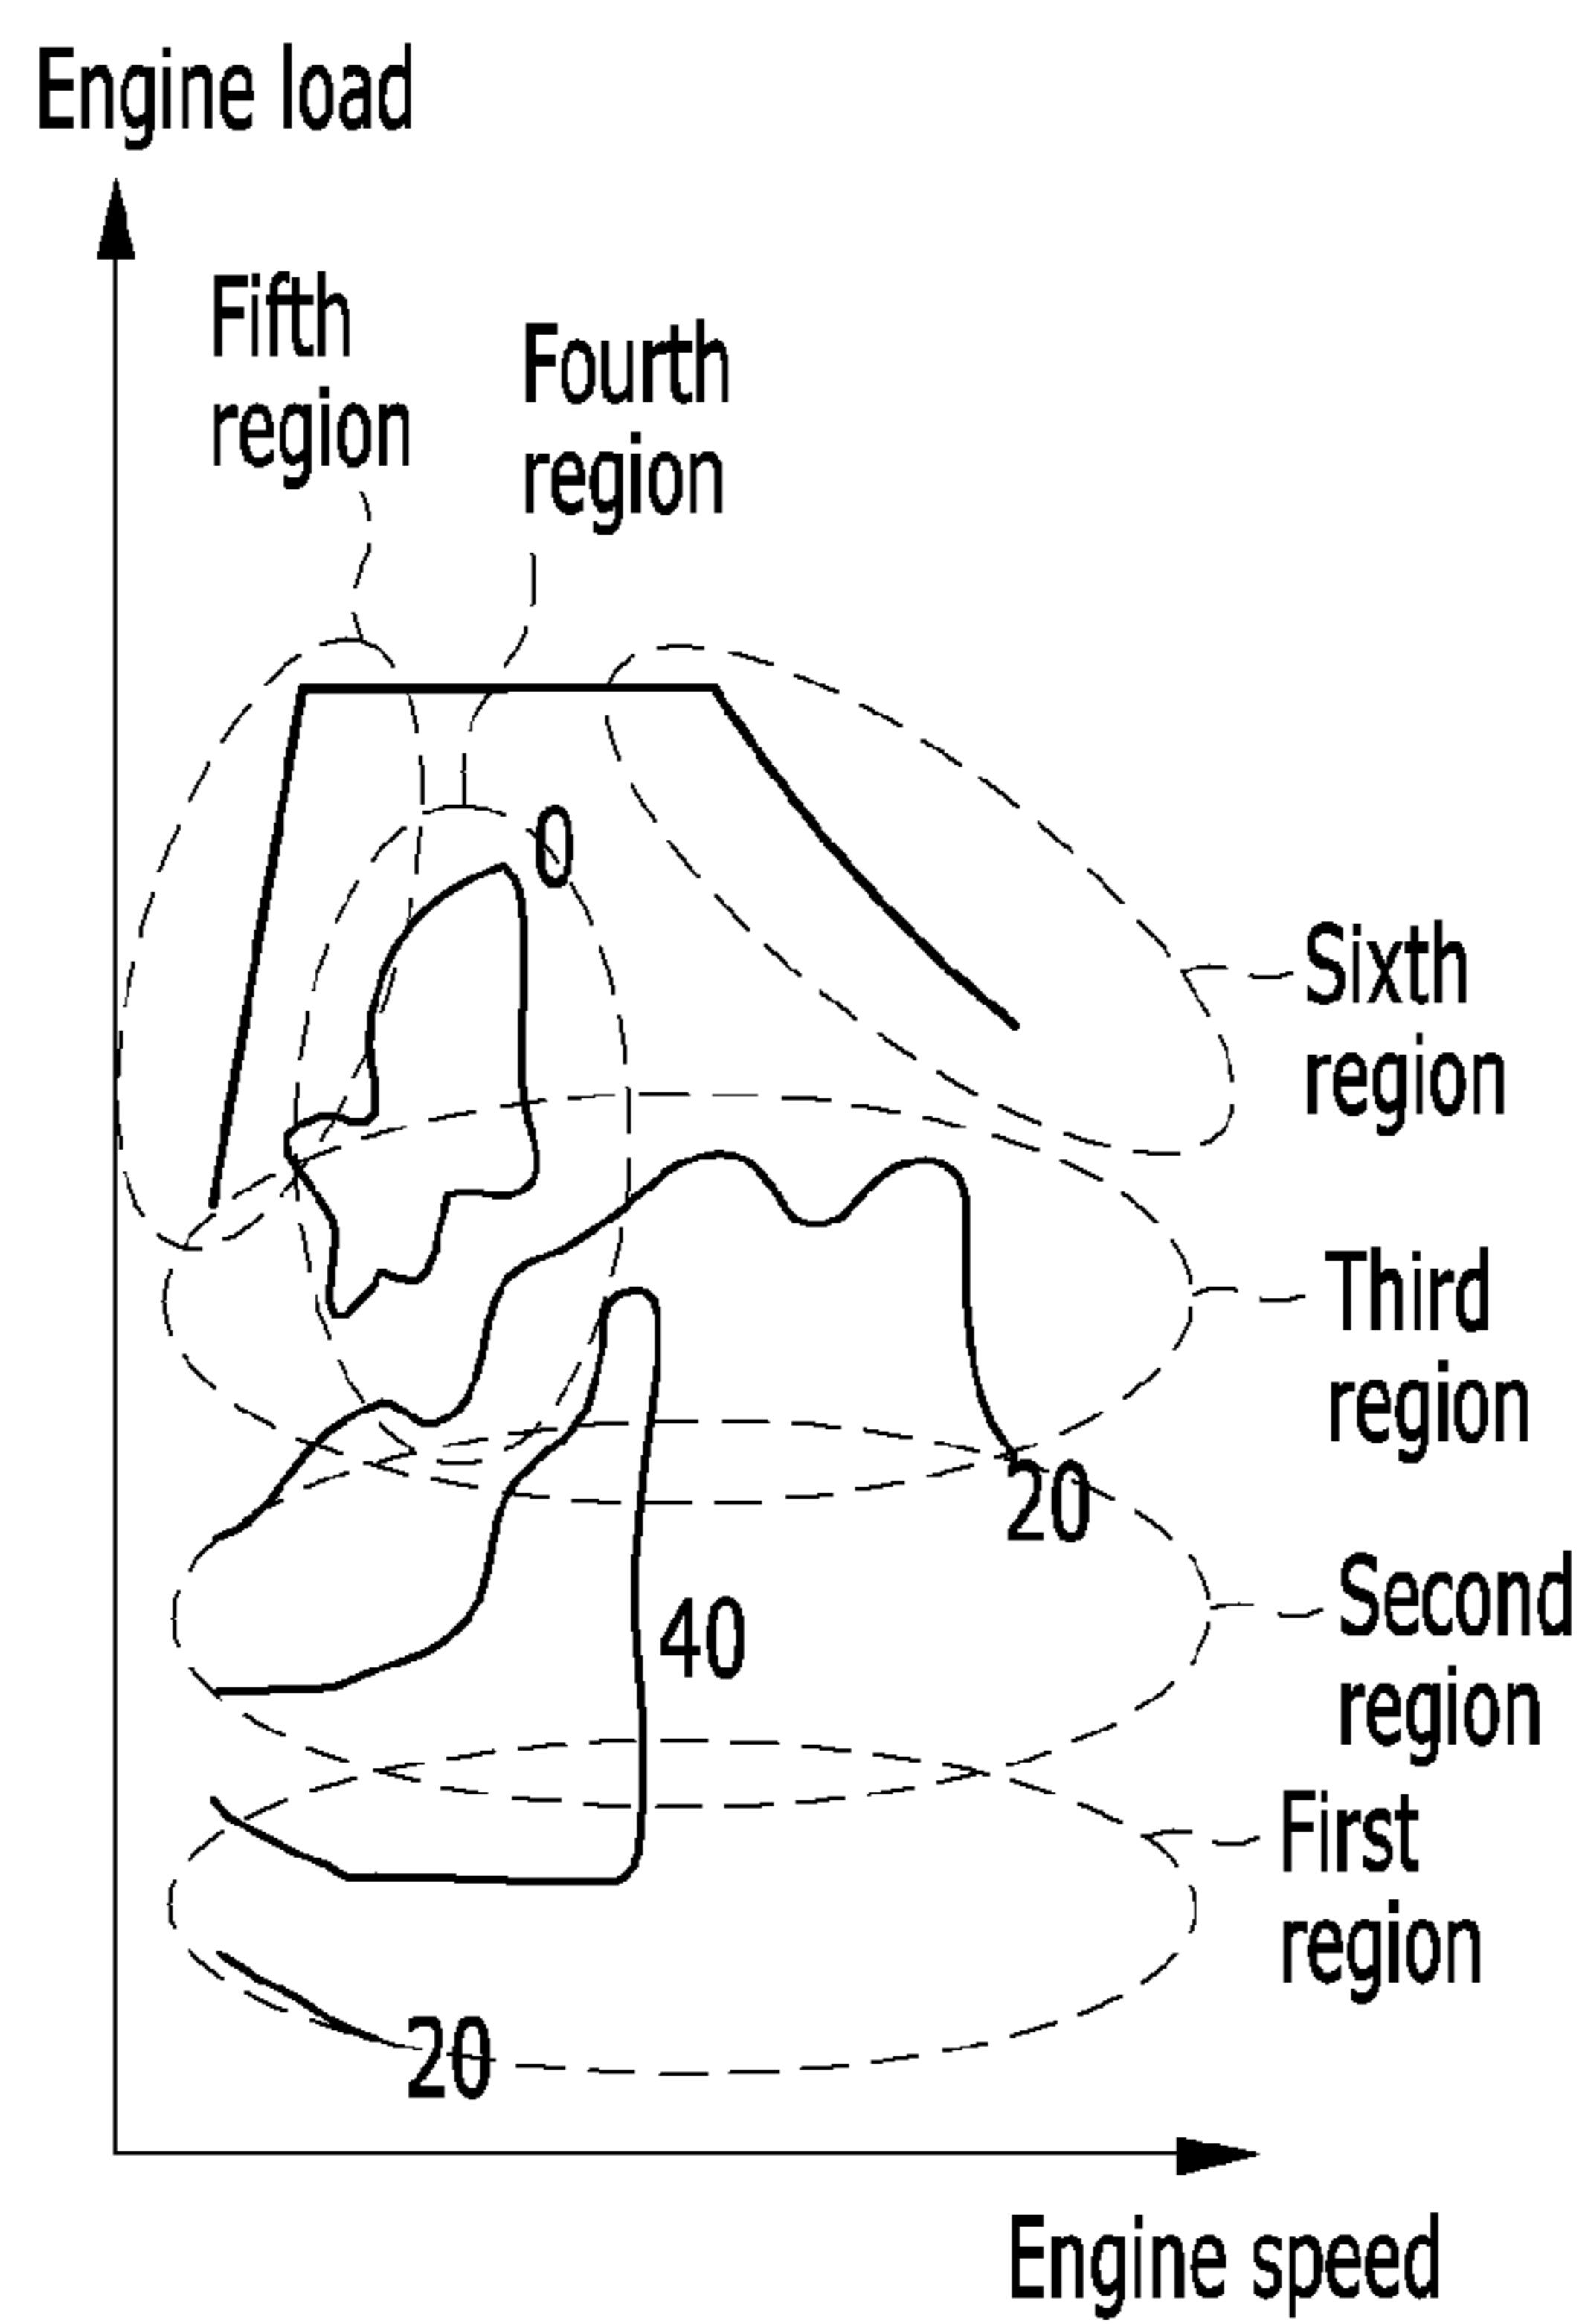 Engine load
Fifth
region
Fourth
region
0
Sixth
region
Third
region
20
Second
region
40
First
region
20
Engine speed